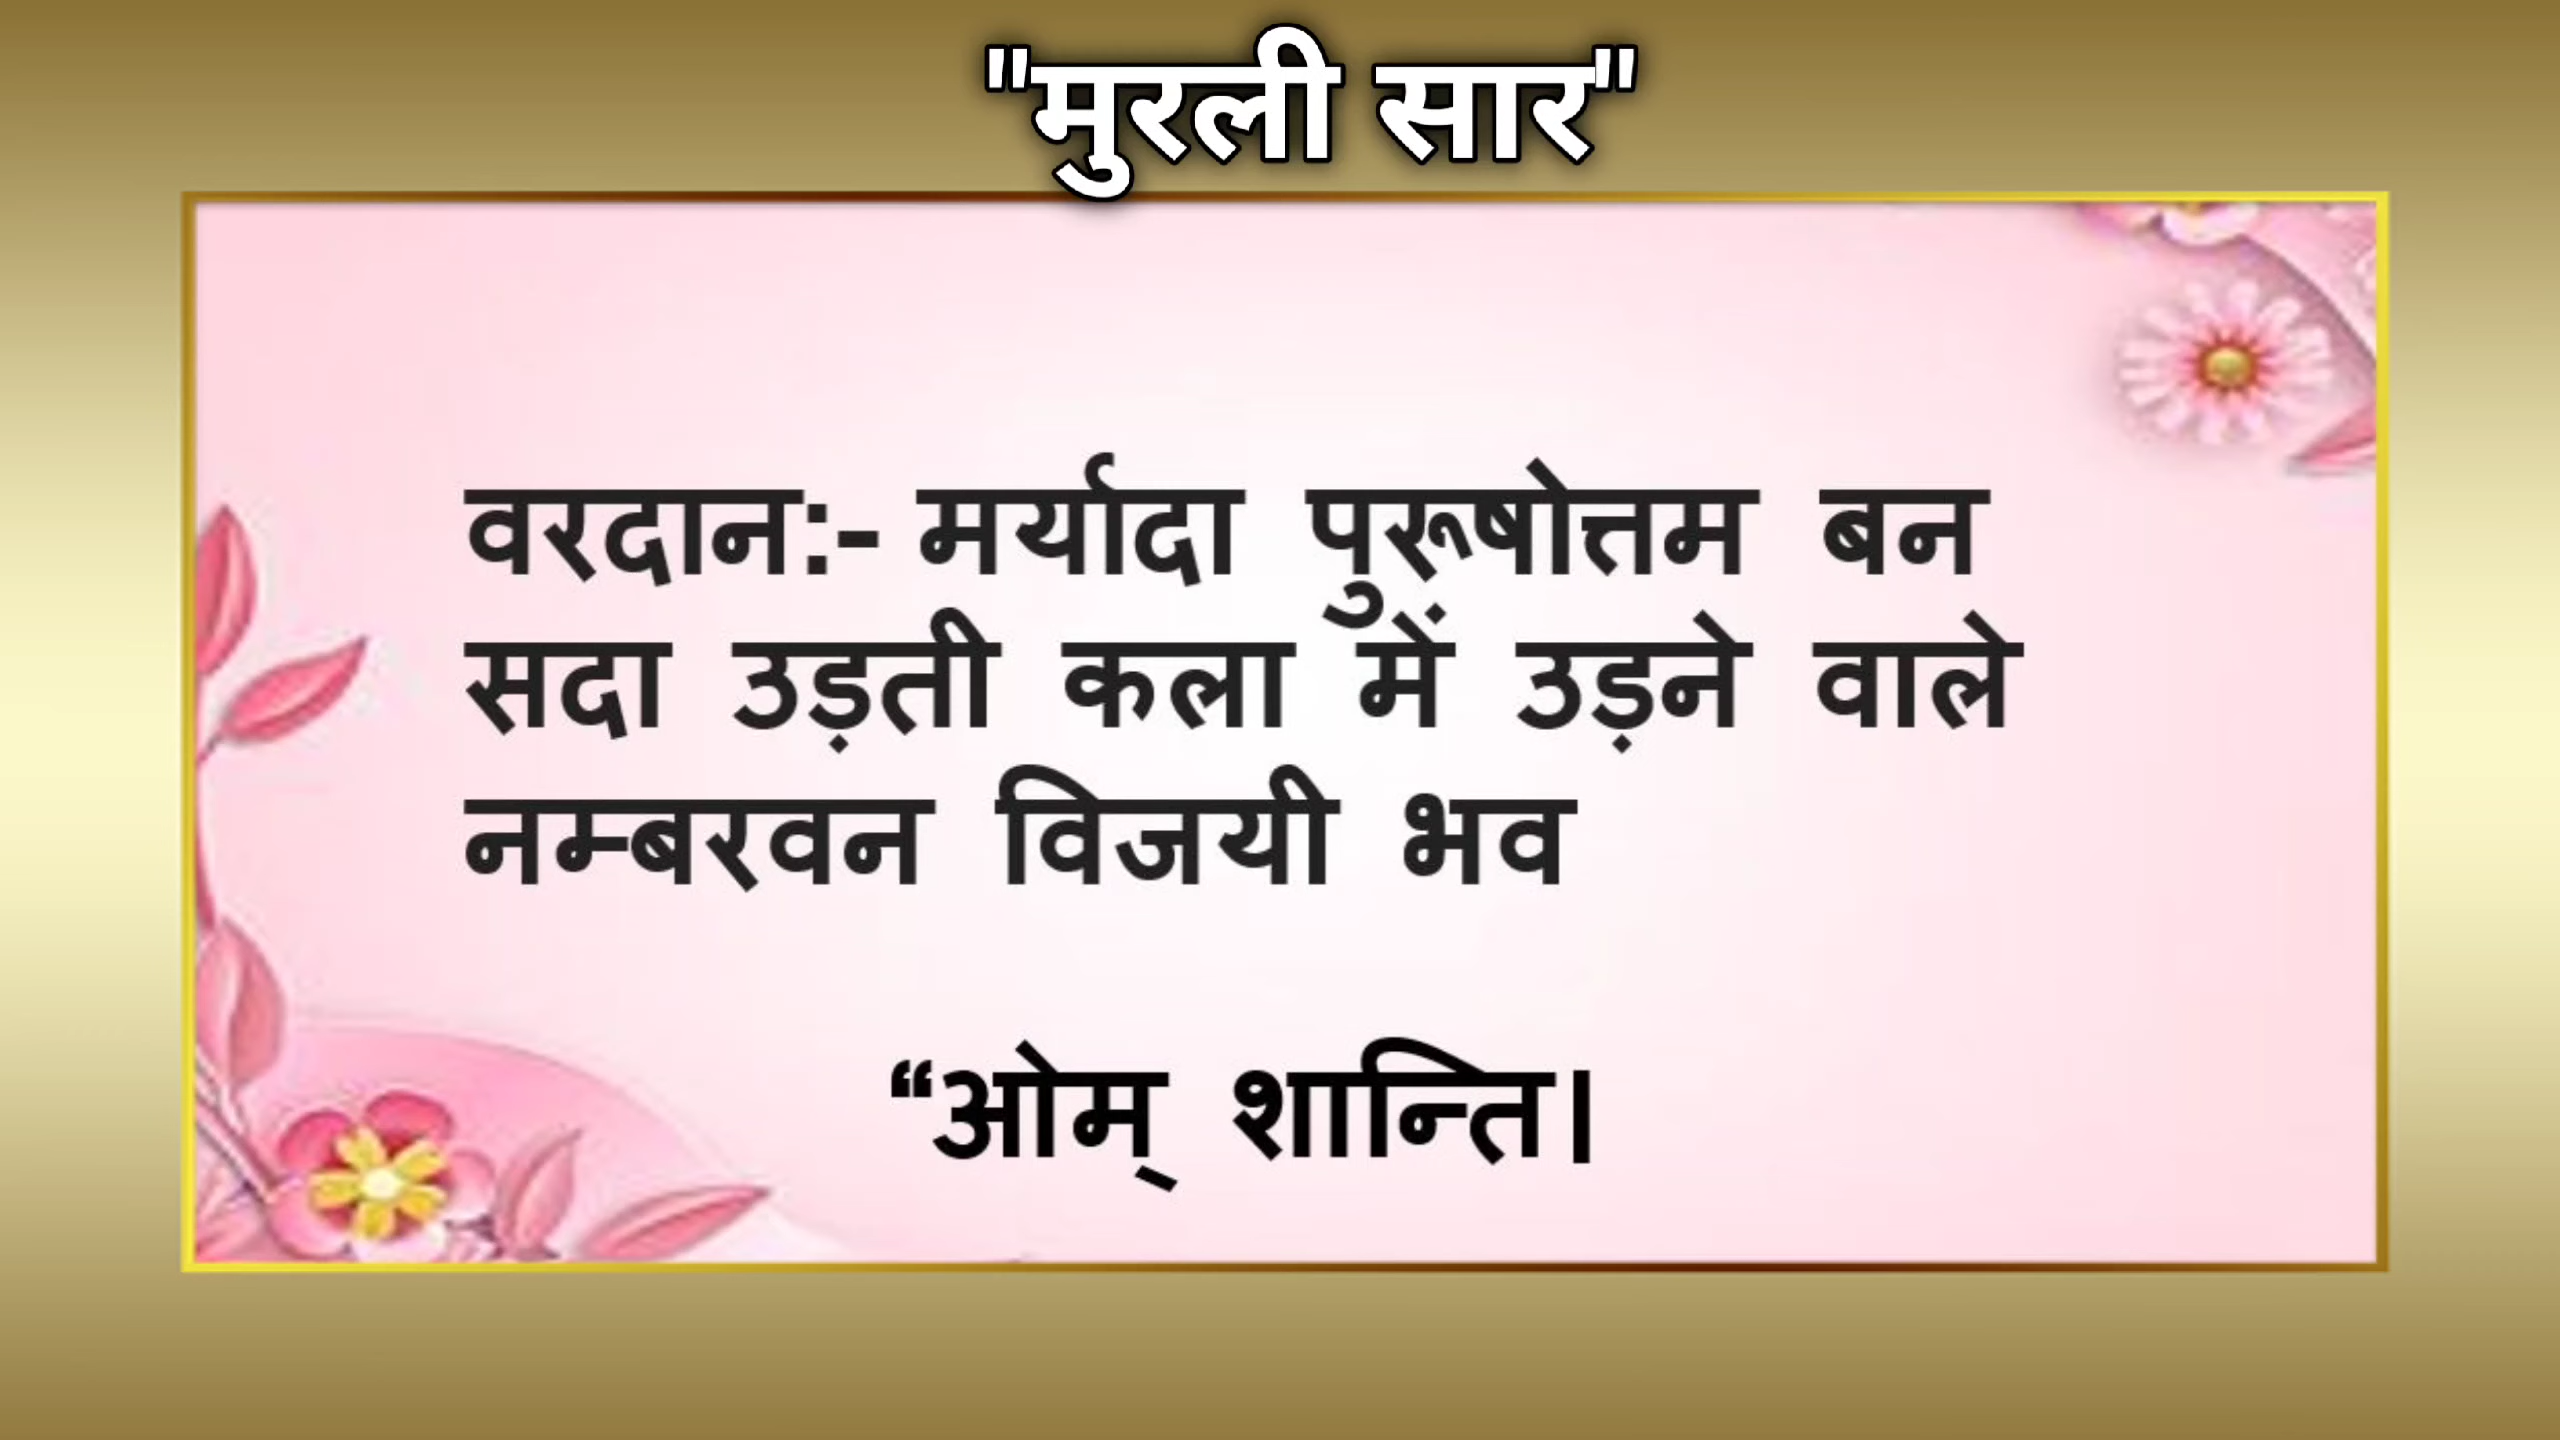 "मुरली सार"
वरदान:- मर्यादा पुरूषोत्तम बन
सदा उड़ती कला में उड़ने वाले
नम्बरवन विजयी भव
“ओम् शान्ति।